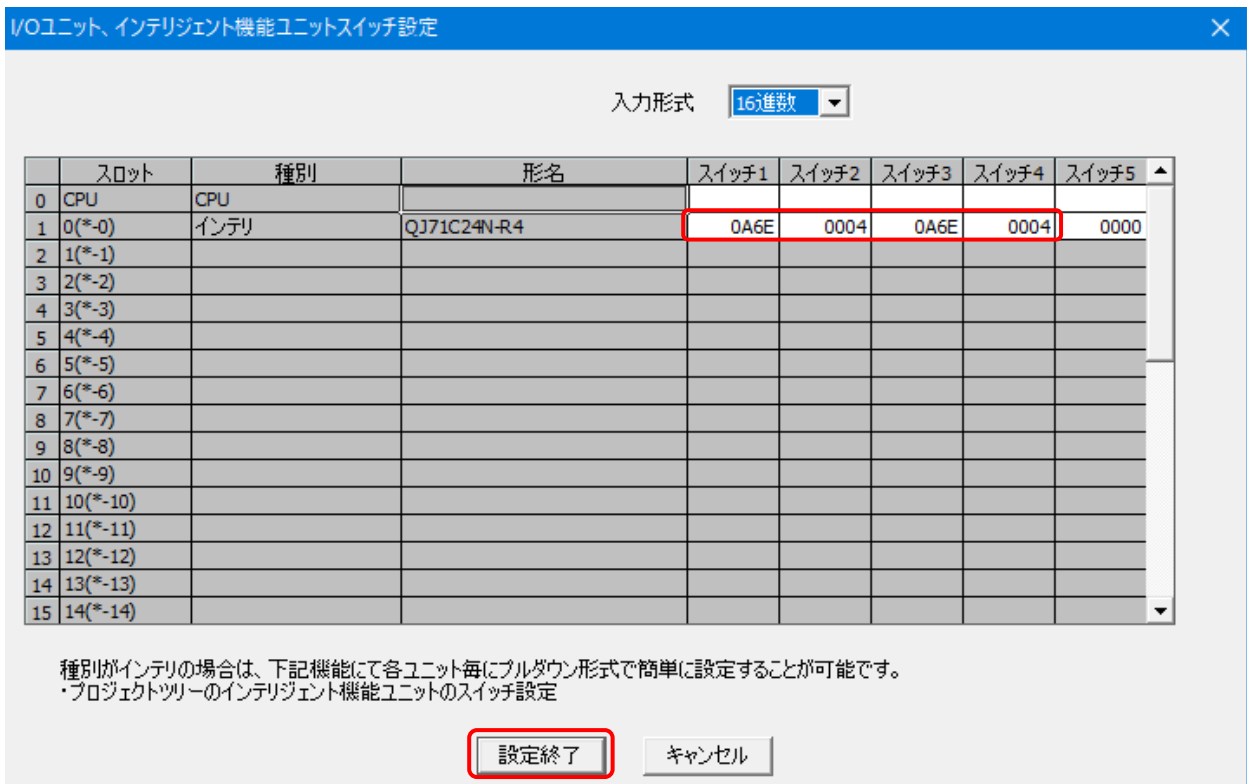 I/Oユニット、インテリジェント機能ユニットスイッチ設定
入力形式 16進数
スロット 種別 形名 スイッチ1 スイッチ2 スイッチ3 スイッチ4 スイッチ5
0 CPU CPU
1 0(*-0) インテリ QJ71C24N-R4 0A6E 0004 0A6E 0004 0000
2 1(*-1)
3 2(*-2)
4 3(*-3)
5 4(*-4)
6 5(*-5)
7 6(*-6)
8 7(*-7)
9 8(*-8)
10 9(*-9)
11 10(*-10)
12 11(*-11)
13 12(*-12)
14 13(*-13)
15 14(*-14)
種別がインテリの場合は、下記機能にて各ユニット毎にプルダウン形式で簡単に設定することが可能です。
・プロジェクトツリーのインテリジェント機能ユニットのスイッチ設定
設定終了 キャンセル